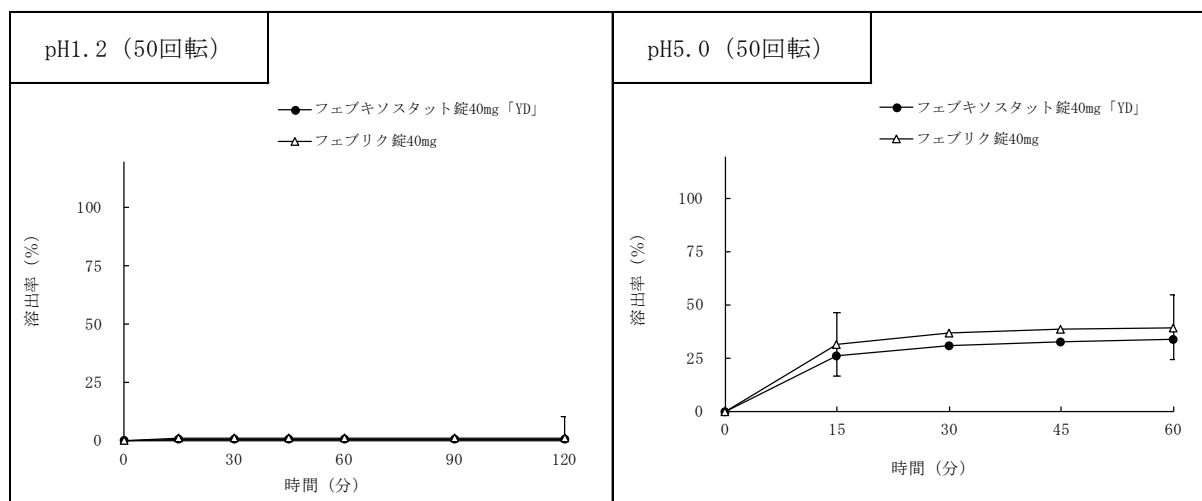 pH1.2（50回転）
フェブキソスタット錠40mg「YD」
フェブリク錠40mg
溶出率（%）
100
75
50
25
0
0 30 60 90 120
時間（分）
pH5.0（50回転）
フェブキソスタット錠40mg「YD」
フェブリク錠40mg
溶出率（%）
100
75
50
25
0
0 15 30 45 60
時間（分）